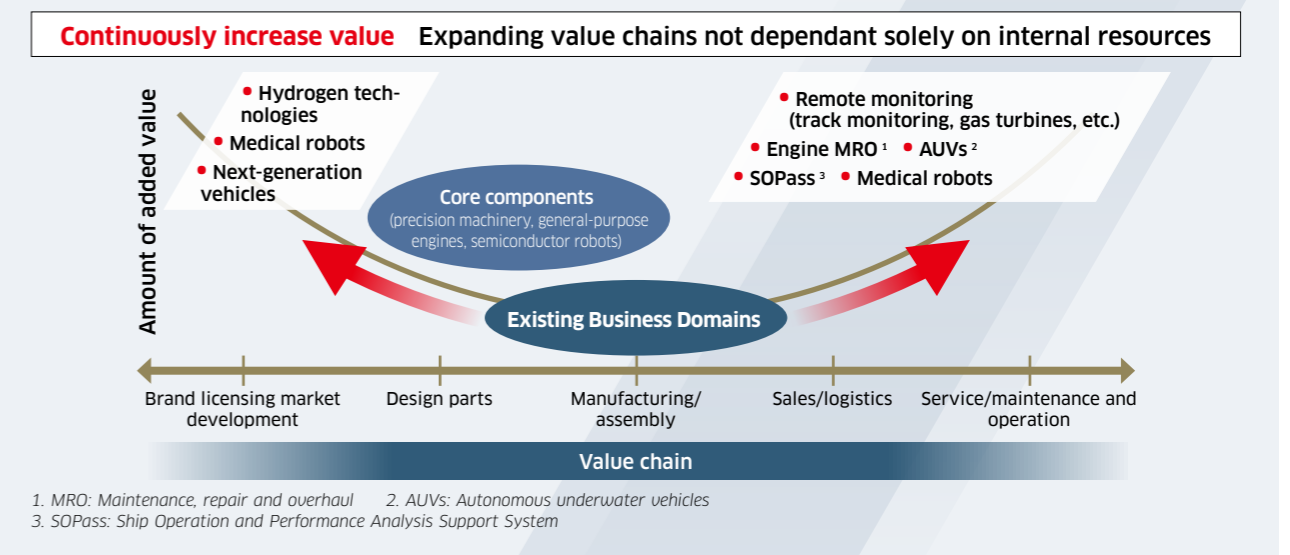 Continuously increase value Expanding value chains not dependant solely on internal resources
Amount of added value
• Hydrogen tech-
nologies
• Medical robots
• Next-generation
vehicles
Core components
(precision machinery, general-purpose
engines, semiconductor robots)
• Remote monitoring
(track monitoring, gas turbines, etc.)
• Engine MRO 1 • AUVs 2
• SOPass 3 • Medical robots
Existing Business Domains
Brand licensing market
development
Design parts
Manufacturing/
assembly
Sales/logistics
Service/maintenance and
operation
Value chain
1. MRO: Maintenance, repair and overhaul 2. AUVs: Autonomous underwater vehicles
3. SOPass: Ship Operation and Performance Analysis Support System